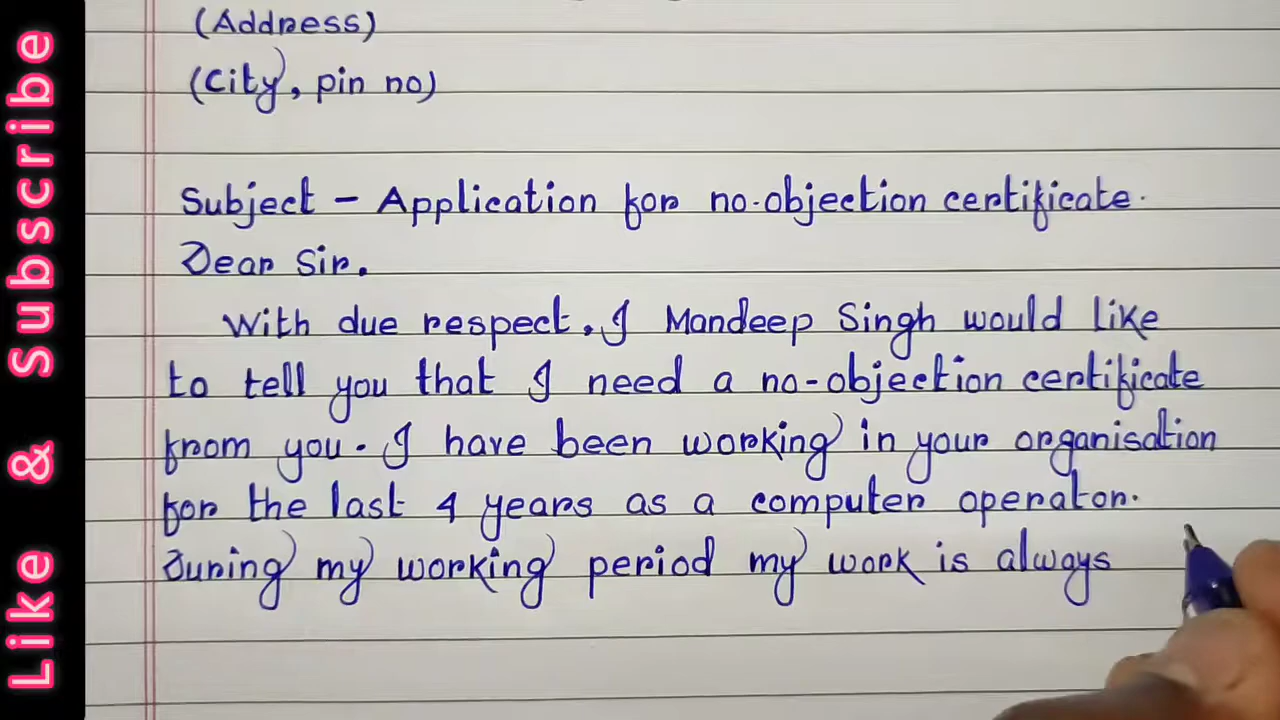 (Address)
(City, pin no)
Subject - Application for no-objection certificate.
Dear Sir,
With due respect, I Mandeep Singh would like
to tell you that I need a no-objection certificate
from you. I have been working in your organisation
for the last 4 years as a computer operator.
During my working period my work is always
Like & Subscribe